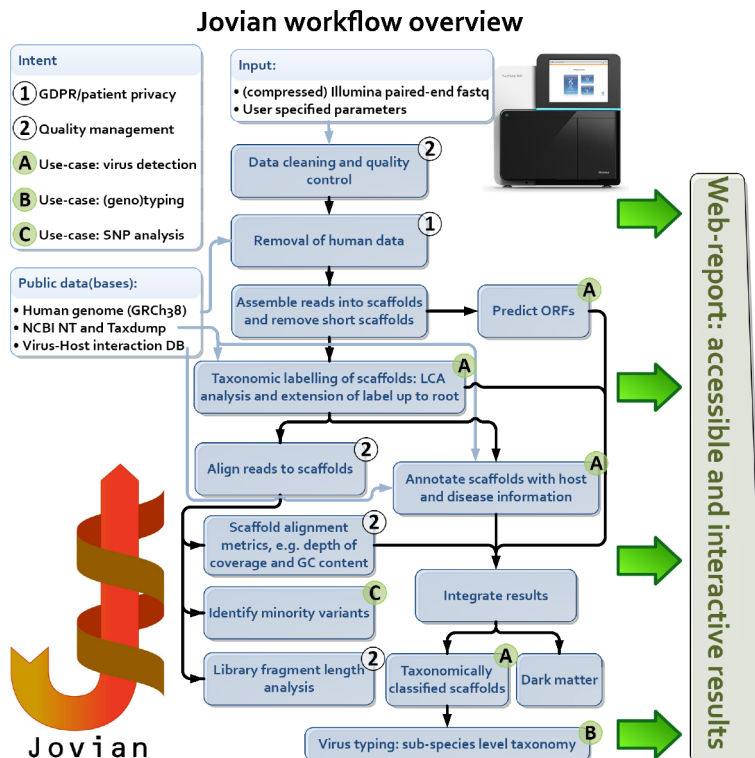 Jovian workflow overview
Intent
1 GDPR/patient privacy
2 Quality management
A Use-case: virus detection
B Use-case: (geno)typing
C Use-case: SNP analysis
Input:
• (compressed) Illumina paired-end fastq
• User specified parameters
Public data(bases):
• Human genome (GRCh38)
• NCBI NT and Taxdump
• Virus-Host interaction DB
2
Data cleaning and quality
control
1
Removal of human data
Assemble reads into scaffolds
and remove short scaffolds
A
Predict ORFs
A
Taxonomic labelling of scaffolds: LCA
analysis and extension of label up to root
2
Align reads to scaffolds
A
Annotate scaffolds with host
and disease information
2
Scaffold alignment
metrics, e.g. depth of
coverage and GC content
C
Identify minority variants
2
Library fragment length
analysis
Integrate results
A
Taxonomically
classified scaffolds
Dark matter
B
Virus typing: sub-species level taxonomy
Web-report: accessible and interactive results
Jovian